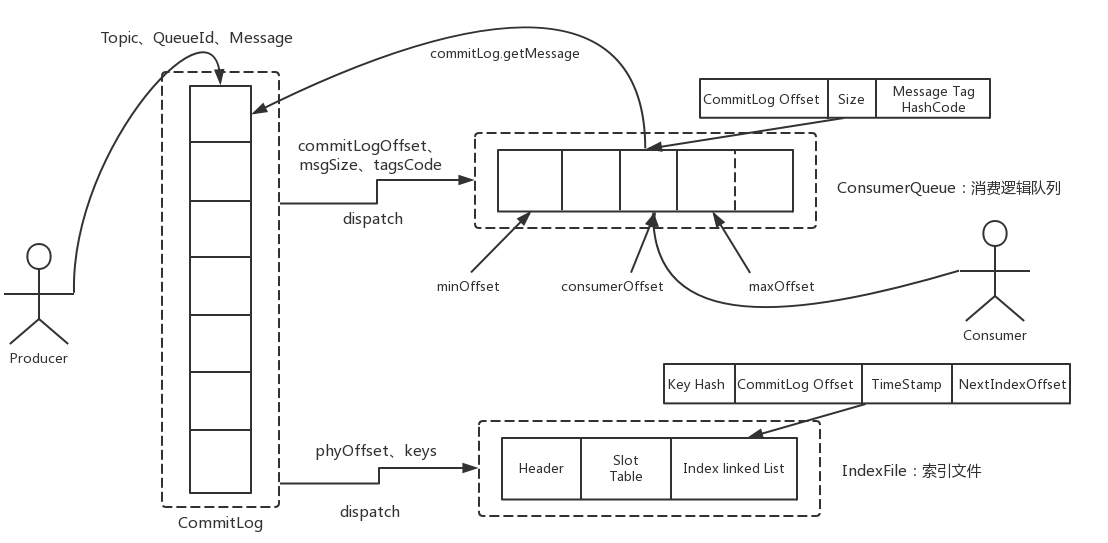 Topic、QueueId、Message
commitLog.getMessage
CommitLog Offset
Size
Message Tag
HashCode
commitLogOffset、
msgSize、tagsCode
dispatch
ConsumerQueue：消费逻辑队列
minOffset
consumerOffset
maxOffset
Producer
Consumer
Key Hash
CommitLog Offset
TimeStamp
NextIndexOffset
phyOffset、keys
dispatch
Header
Slot
Table
Index linked List
IndexFile：索引文件
CommitLog